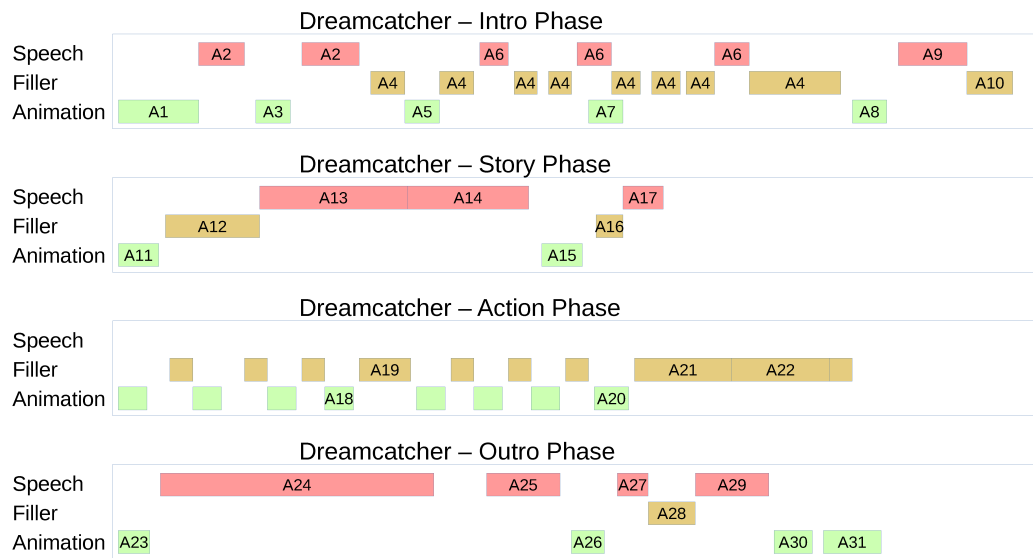 Dreamcatcher – Intro Phase
Speech A2 A2 A6 A6 A6 A9
Filler A4 A4 A4 A4 A4 A4 A4 A4 A10
Animation A1 A3 A5 A7 A8
Dreamcatcher – Story Phase
Speech A13 A14 A17
Filler A12 A16
Animation A11 A15
Dreamcatcher – Action Phase
Speech
Filler A19 A21 A22
Animation A18 A20
Dreamcatcher – Outro Phase
Speech A24 A25 A27 A29
Filler A28
Animation A23 A26 A30 A31